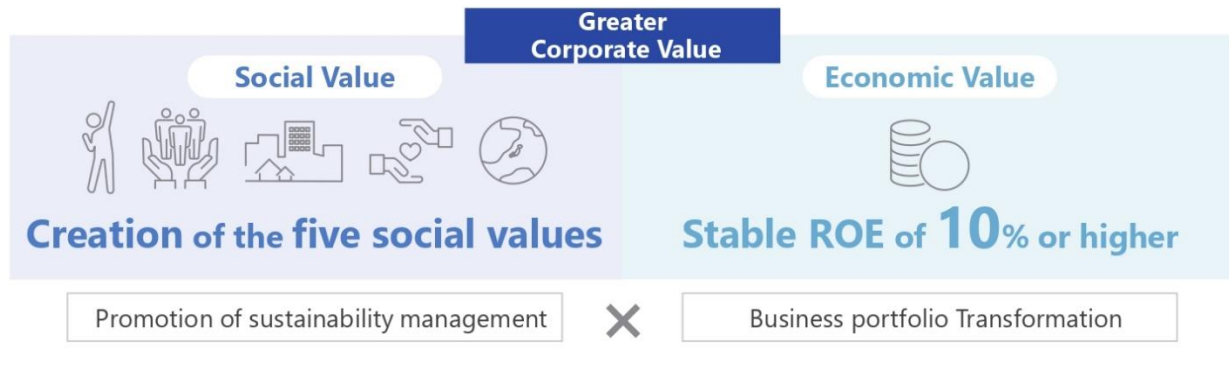 Greater
Corporate Value
Social Value
Economic Value
Creation of the five social values
Stable ROE of 10% or higher
Promotion of sustainability management
×
Business portfolio Transformation